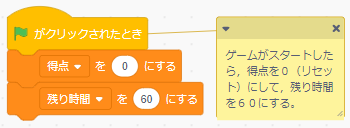 がクリックされたとき
得点 を 0 にする
残り時間 を 60 にする
ゲームがスタートした
ら，得点を０（リセッ
ト）にして，残り時間
を６０にする。